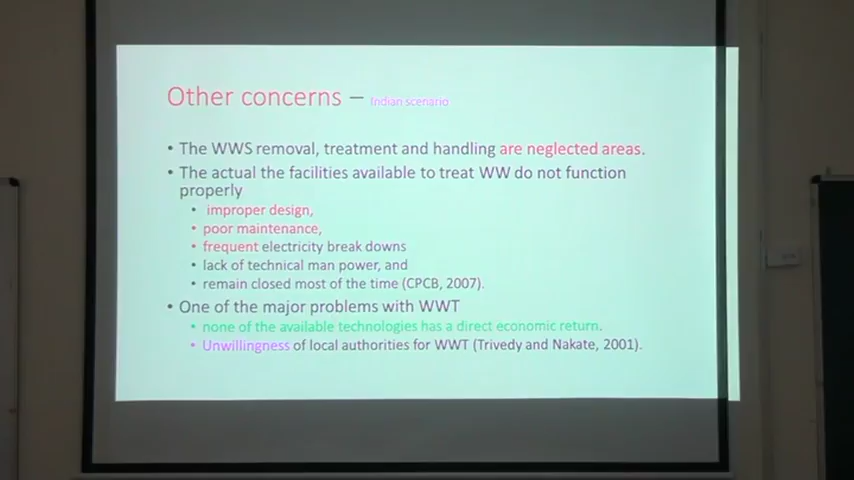 Other concerns – Indian scenario
• The WWS removal, treatment and handling are neglected areas.
• The actual the facilities available to treat WW do not function
properly
• improper design,
• poor maintenance,
• frequent electricity break downs
• lack of technical man power, and
• remain closed most of the time (CPCB, 2007).
• One of the major problems with WWT
• none of the available technologies has a direct economic return.
• Unwillingness of local authorities for WWT (Trivedy and Nakate, 2001).